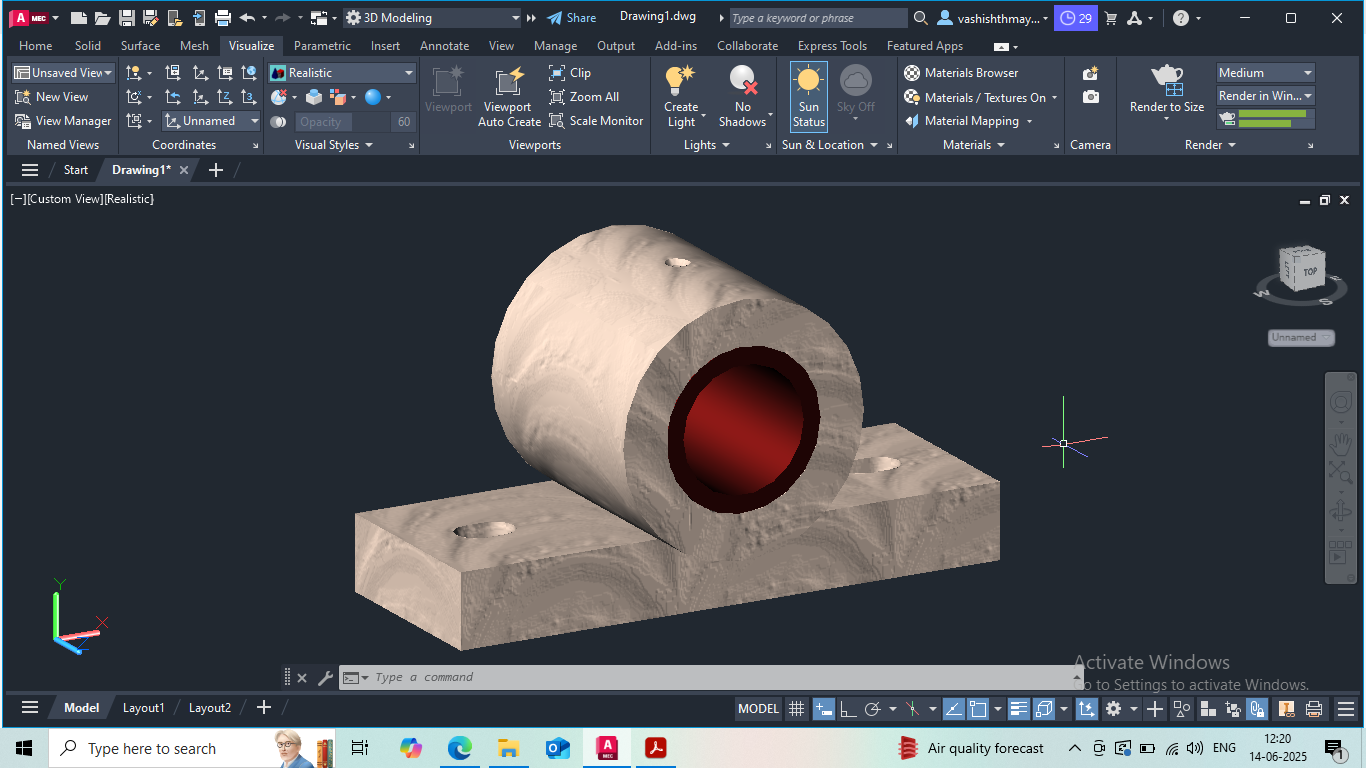 A MEC 3D Modeling Share Drawing1.dwg Type a keyword or phrase vashishthmay... 29
Home Solid Surface Mesh Visualize Parametric Insert Annotate View Manage Output Add-ins Collaborate Express Tools Featured Apps
Unsaved View
New View
View Manager
Named Views
Unnamed
Coordinates
Realistic
Opacity 60
Visual Styles
Viewport
Viewport Auto Create
Clip
Zoom All
Scale Monitor
Viewports
Create Light
No Shadows
Lights
Sun Status
Sky Off
Sun & Location
Materials Browser
Materials / Textures On
Material Mapping
Materials
Camera
Render to Size
Medium
Render in Win...
Render
Start Drawing1*
[−][Custom View][Realistic]
TOP
W
S
Unnamed
Y
X
Type a command
Activate Windows
Go to Settings to activate Windows.
Model Layout1 Layout2 MODEL
Type here to search
A MEC
Air quality forecast
ENG
12:20
14-06-2025
1